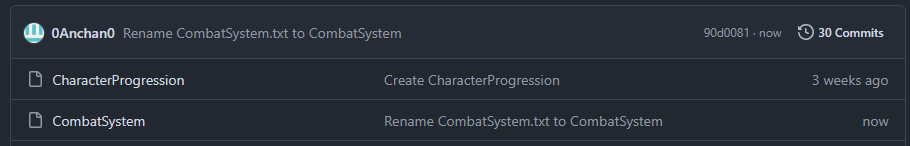 0Anchan0 Rename CombatSystem.txt to CombatSystem 90d0081 · now 30 Commits
CharacterProgression Create CharacterProgression 3 weeks ago
CombatSystem Rename CombatSystem.txt to CombatSystem now